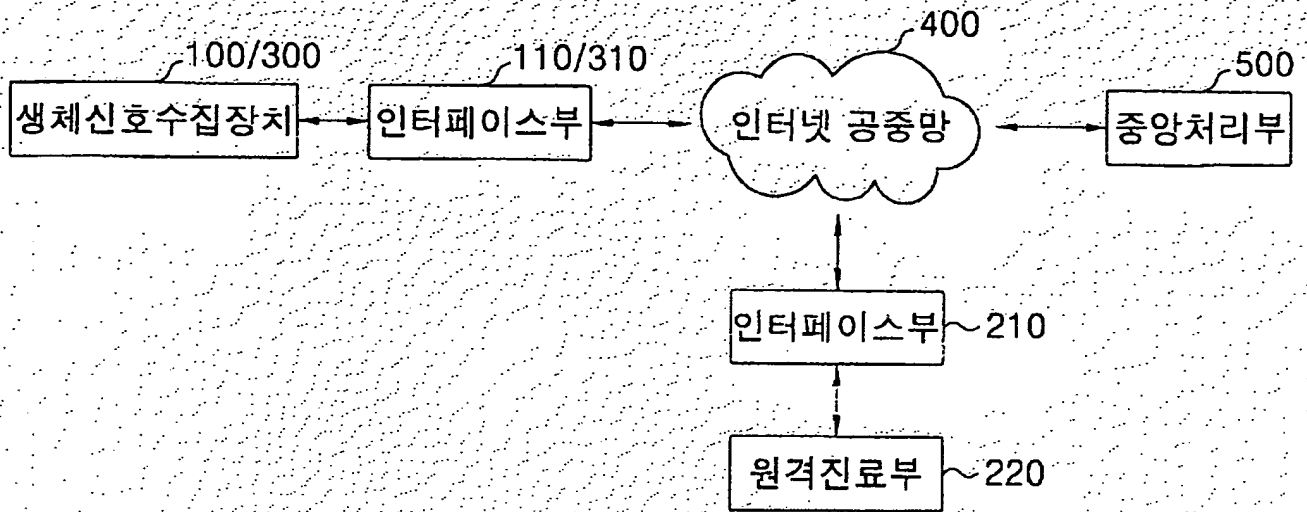 100/300
110/310
400
500
생체신호수집장치
인터페이스부
인터넷 공중망
중앙처리부
인터페이스부
210
원격진료부
220